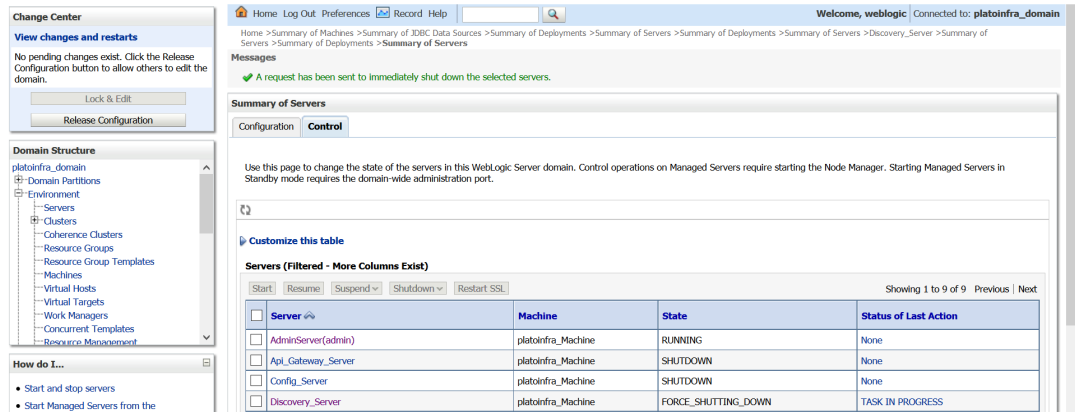 Change Center
View changes and restarts
No pending changes exist. Click the Release
Configuration button to allow others to edit the
domain.
Lock & Edit
Release Configuration
Domain Structure
platoinfra_domain
Domain Partitions
Environment
Servers
Clusters
Coherence Clusters
Resource Groups
Resource Group Templates
Machines
Virtual Hosts
Virtual Targets
Work Managers
Concurrent Templates
Resource Management
How do I...
Start and stop servers
Start Managed Servers from the
Home Log Out Preferences Record Help
Welcome, weblogic Connected to: platoinfra_domain
Home >Summary of Machines >Summary of JDBC Data Sources >Summary of Deployments >Summary of Servers >Summary of Deployments >Summary of Servers >Discovery_Server >Summary of
Servers >Summary of Deployments >Summary of Servers
Messages
A request has been sent to immediately shut down the selected servers.
Summary of Servers
Configuration Control
Use this page to change the state of the servers in this WebLogic Server domain. Control operations on Managed Servers require starting the Node Manager. Starting Managed Servers in
Standby mode requires the domain-wide administration port.
Customize this table
Servers (Filtered - More Columns Exist)
Start Resume Suspend Shutdown Restart SSL
Showing 1 to 9 of 9 Previous | Next
Server Machine State Status of Last Action
AdminServer(admin) platoinfra_Machine RUNNING None
Api_Gateway_Server platoinfra_Machine SHUTDOWN None
Config_Server platoinfra_Machine SHUTDOWN None
Discovery_Server platoinfra_Machine FORCE_SHUTTING_DOWN TASK IN PROGRESS